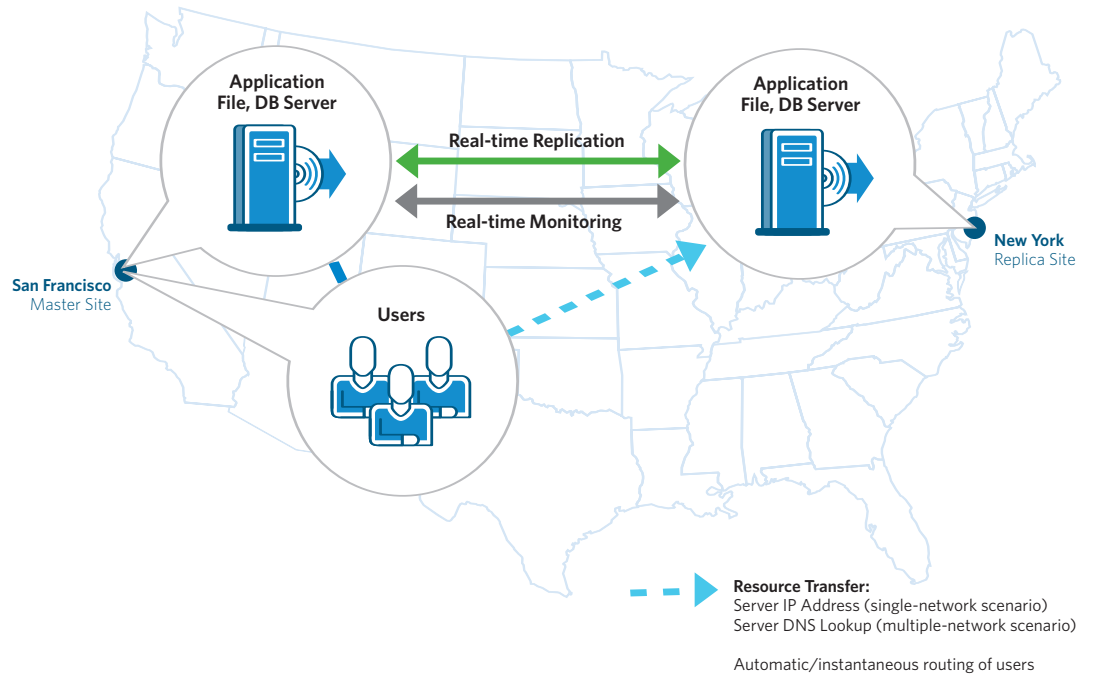 Application
File, DB Server
Application
File, DB Server
Real-time Replication
Real-time Monitoring
New York
Replica Site
San Francisco
Master Site
Users
Resource Transfer:
Server IP Address (single-network scenario)
Server DNS Lookup (multiple-network scenario)
Automatic/instantaneous routing of users